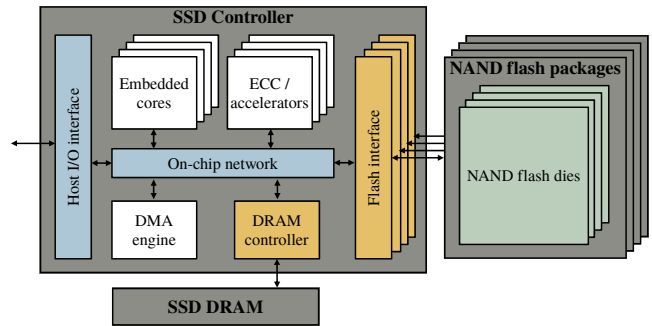 SSD Controller
Host I/O interface
Embedded
cores
ECC /
accelerators
Flash interface
NAND flash packages
NAND flash dies
On-chip network
DMA
engine
DRAM
controller
SSD DRAM